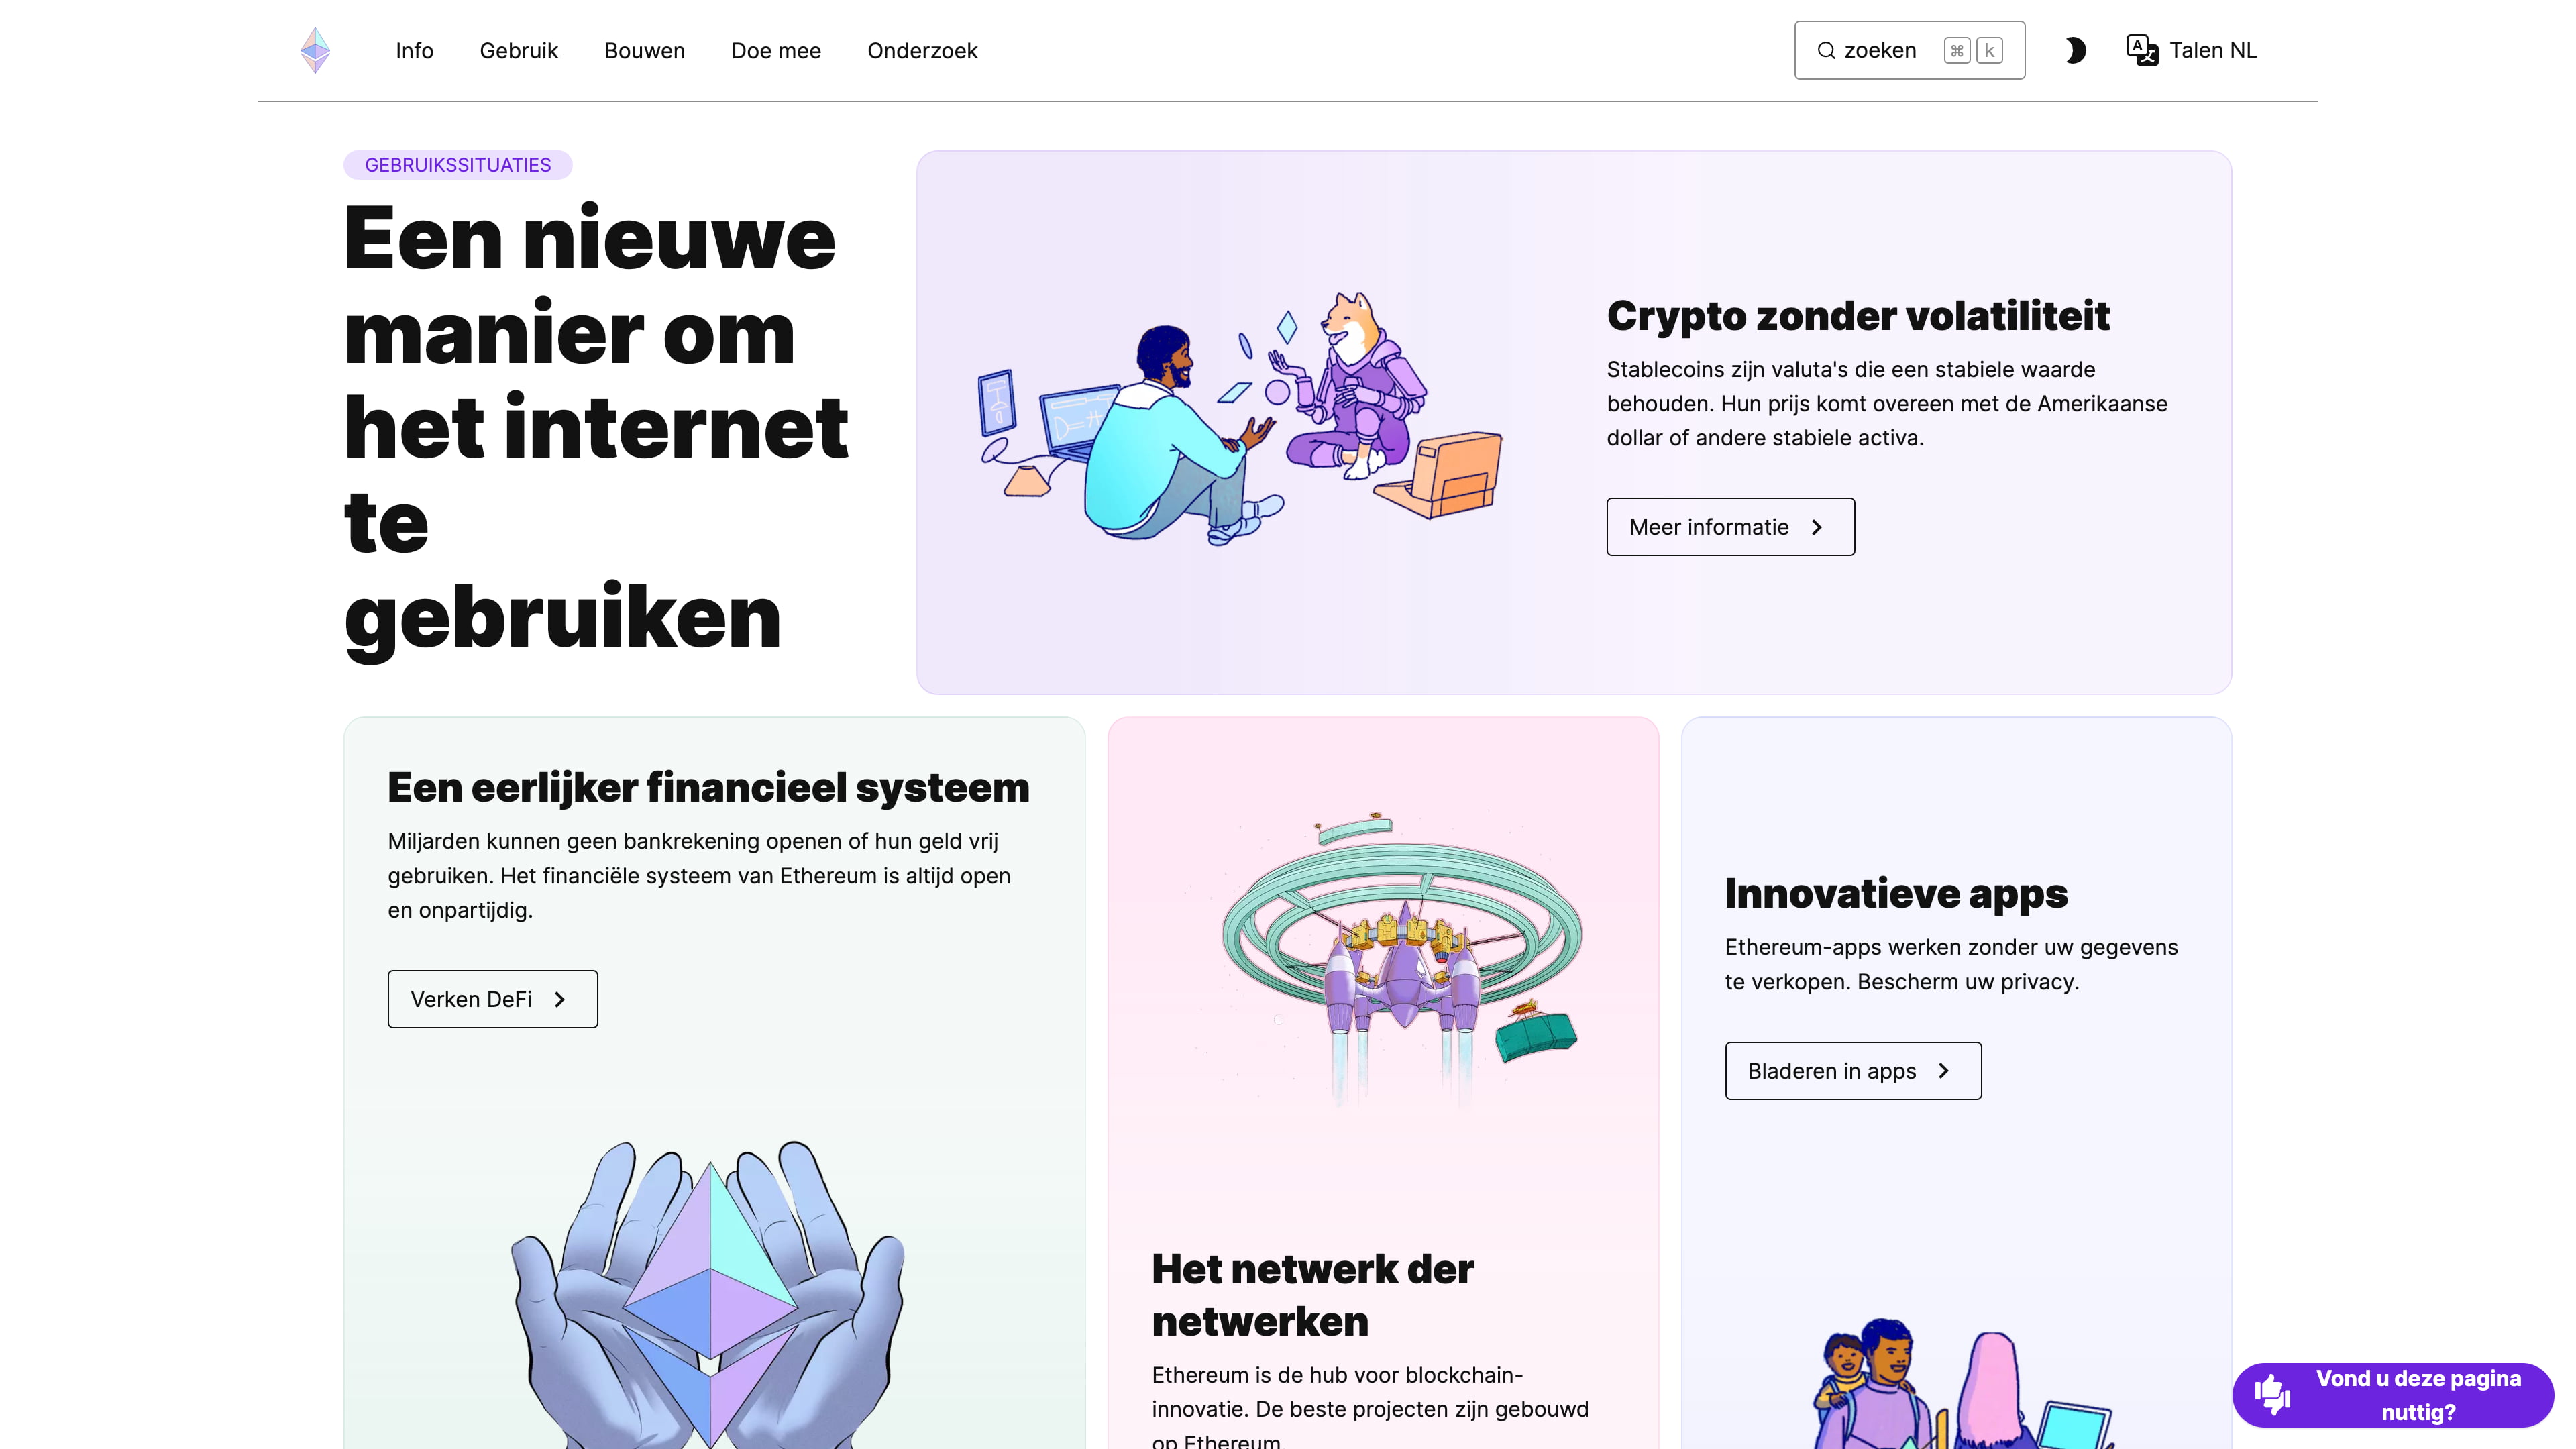 Info
Gebruik
Bouwen
Doe mee
Onderzoek
zoeken
⌘
k
Talen NL
GEBRUIKSSITUATIES
Een nieuwe
manier om
het internet
te
gebruiken
Crypto zonder volatiliteit
Stablecoins zijn valuta's die een stabiele waarde
behouden. Hun prijs komt overeen met de Amerikaanse
dollar of andere stabiele activa.
Meer informatie
Een eerlijker financieel systeem
Miljarden kunnen geen bankrekening openen of hun geld vrij
gebruiken. Het financiële systeem van Ethereum is altijd open
en onpartijdig.
Verken DeFi
Het netwerk der
netwerken
Ethereum is de hub voor blockchain-
innovatie. De beste projecten zijn gebouwd
op Ethereum.
Innovatieve apps
Ethereum-apps werken zonder uw gegevens
te verkopen. Bescherm uw privacy.
Bladeren in apps
Vond u deze pagina
nuttig?